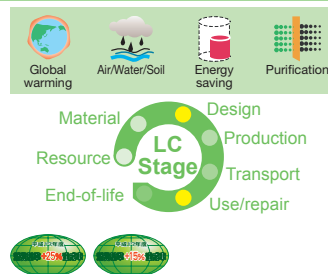 Global warming
Air/Water/Soil
Energy saving
Purification
Material
Design
LC Stage
Production
Resource
Transport
End-of-life
Use/repair
+25%
+15%